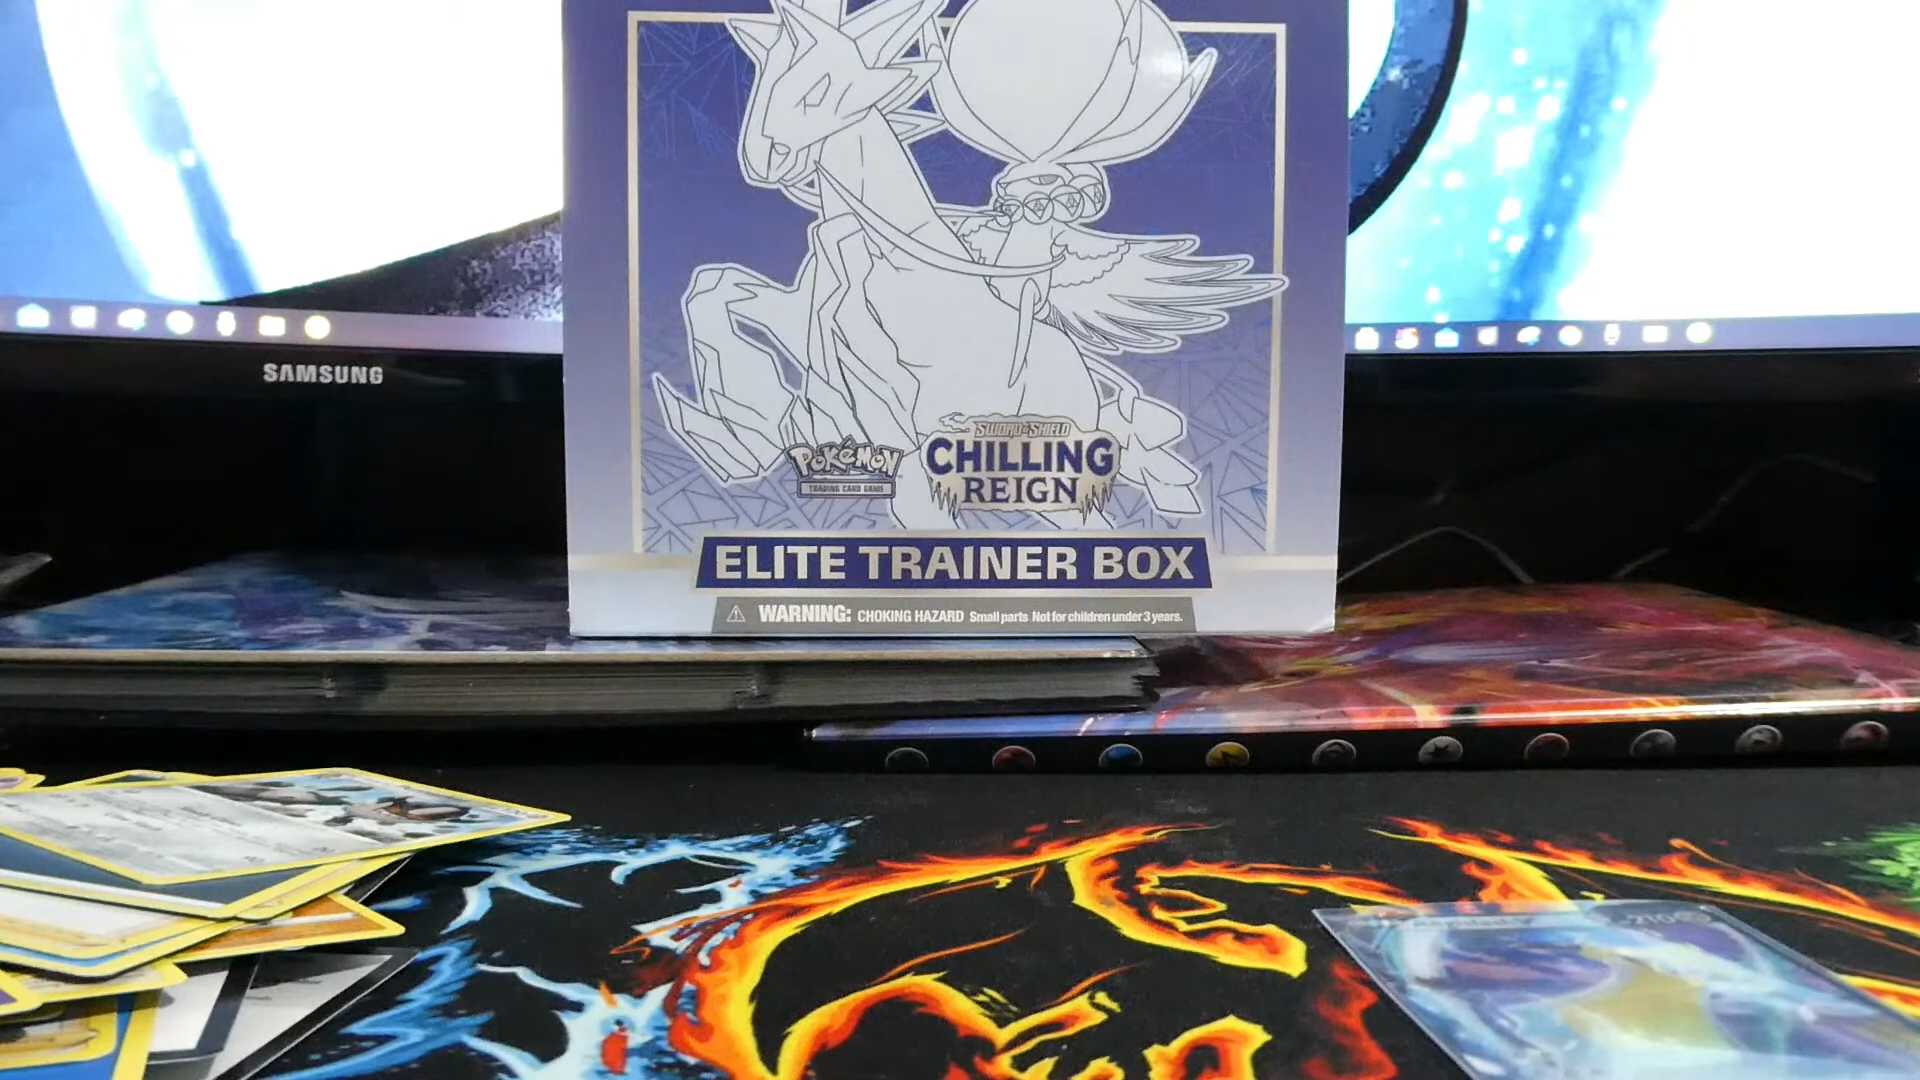 SAMSUNG
SWORD & SHIELD
CHILLING
REIGN
POKéMON
TRADING CARD GAME
ELITE TRAINER BOX
WARNING: CHOKING HAZARD Small parts Not for children under 3 years.
210